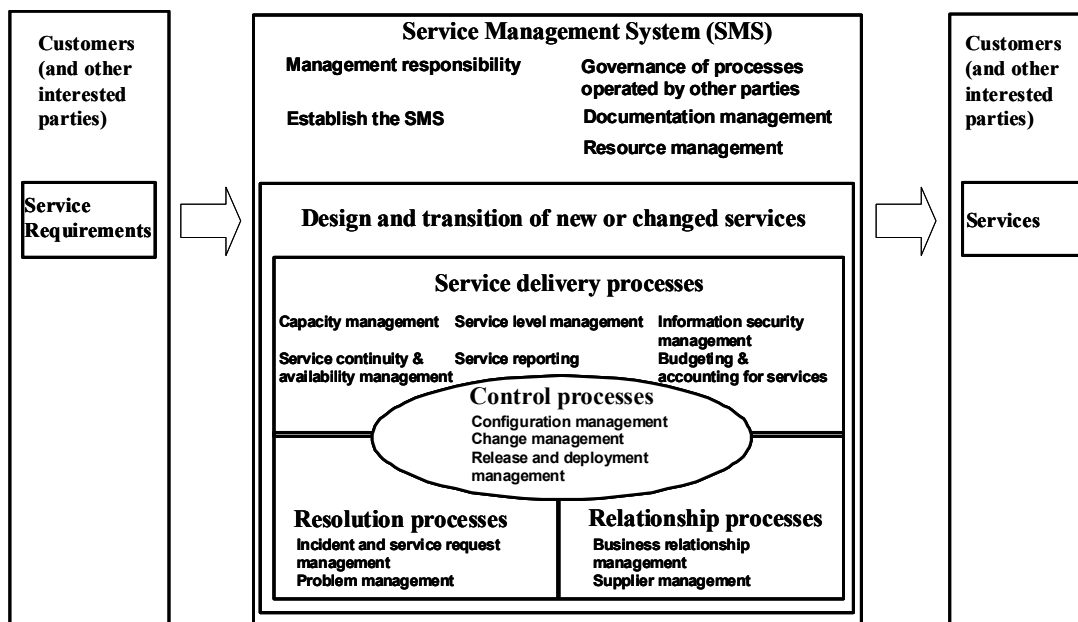 Customers
(and other
interested
parties)
Service
Requirements
Service Management System (SMS)
Management responsibility
Establish the SMS
Governance of processes
operated by other parties
Documentation management
Resource management
Design and transition of new or changed services
Service delivery processes
Capacity management
Service level management
Information security
management
Service continuity &
availability management
Service reporting
Budgeting &
accounting for services
Control processes
Configuration management
Change management
Release and deployment
management
Resolution processes
Incident and service request
management
Problem management
Relationship processes
Business relationship
management
Supplier management
Customers
(and other
interested
parties)
Services